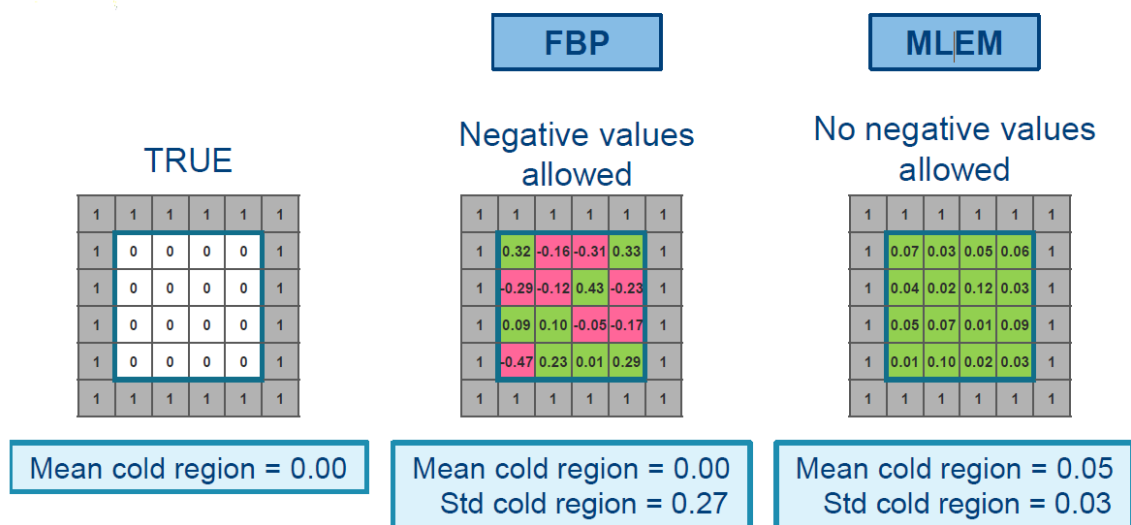 FBP
MLEM
TRUE
Negative values
allowed
No negative values
allowed
1 1 1 1 1 1
1 0 0 0 0 1
1 0 0 0 0 1
1 0 0 0 0 1
1 0 0 0 0 1
1 1 1 1 1 1
1 1 1 1 1 1
1 0.32 -0.16 -0.31 0.33 1
1 -0.29 -0.12 0.43 -0.23 1
1 0.09 0.10 -0.05 -0.17 1
1 -0.47 0.23 0.01 0.29 1
1 1 1 1 1 1
1 1 1 1 1 1
1 0.07 0.03 0.05 0.06 1
1 0.04 0.02 0.12 0.03 1
1 0.05 0.07 0.01 0.09 1
1 0.01 0.10 0.02 0.03 1
1 1 1 1 1 1
Mean cold region = 0.00
Mean cold region = 0.00
Std cold region = 0.27
Mean cold region = 0.05
Std cold region = 0.03